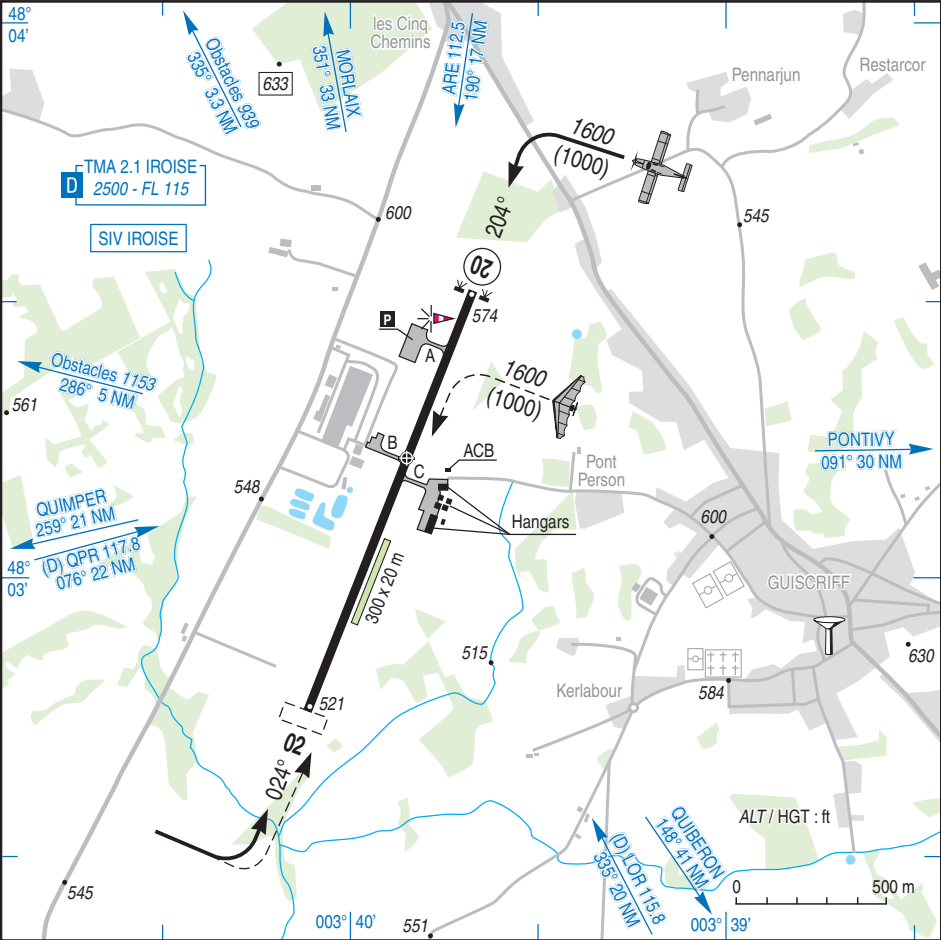 48°
04'
les Cinq
Chemins
Obstacles 939
335° 3.3 NM
633
MORLAIX
351° 33 NM
ARE 112.5
190° 17 NM
Pennarjun
Restarcor
1600
(1000)
TMA 2.1 IROISE
D
2500 - FL 115
SIV IROISE
600
545
204°
20
574
P
A
Obstacles 1153
286° 5 NM
561
1600
(1000)
B
C
ACB
Pont
Person
PONTIVY
091° 30 NM
548
Hangars
600
QUIMPER
259° 21 NM
(D) QPR 117.8
076° 22 NM
48°
03'
300 x 20 m
GUISCRIFF
515
630
Kerlabour
584
521
02
024°
ALT / HGT : ft
(D) LOR 115.8
335° 20 NM
QUIBERON
148° 41 NM
0
500 m
545
003° 40'
551
003° 39'